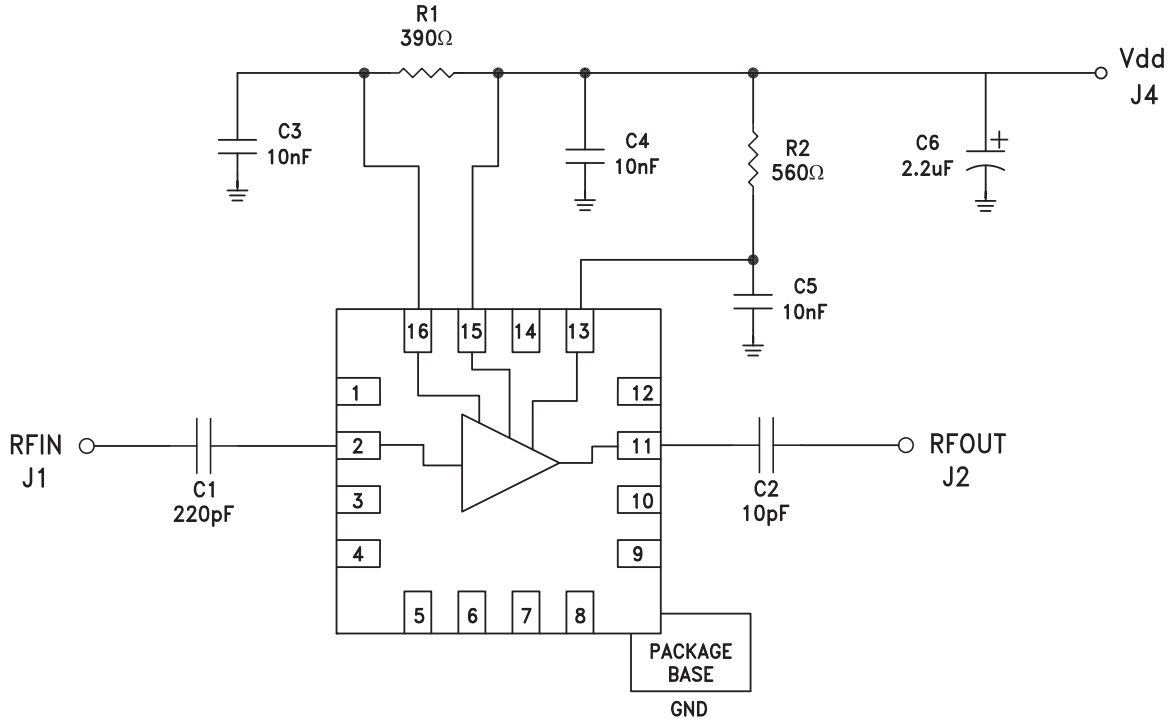 R1
390Ω
Vdd
J4
C3
10nF
C4
10nF
R2
560Ω
C6
+
2.2uF
C5
10nF
16
15
14
13
1
12
RFIN
J1
2
11
RFOUT
J2
C1
220pF
3
10
C2
10pF
4
9
5
6
7
8
PACKAGE
BASE
GND